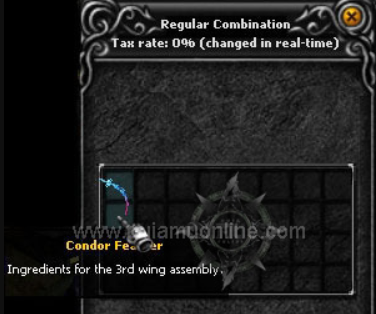 Regular Combination
Tax rate: 0% (changed in real-time)
Condor Feather
Ingredients for the 3rd wing assembly.